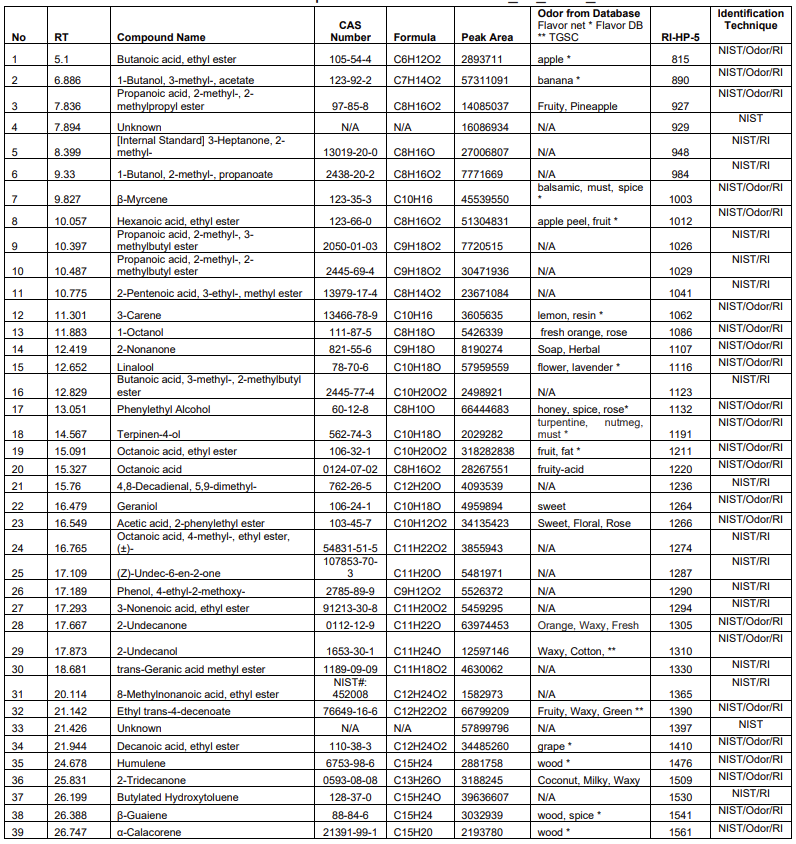 No RT Compound Name CAS Number Formula Peak Area Odor from Database Flavor net * Flavor DB ** TGSC RI-HP-5 Identification Technique
1 5.1 Butanoic acid, ethyl ester 105-54-4 C6H12O2 2893711 apple * 815 NIST/Odor/RI
2 6.886 1-Butanol, 3-methyl-, acetate 123-92-2 C7H14O2 57311091 banana * 890 NIST/Odor/RI
3 7.836 Propanoic acid, 2-methyl-, 2-methylpropyl ester 97-85-8 C8H16O2 14085037 Fruity, Pineapple 927 NIST/Odor/RI
4 7.894 Unknown N/A N/A 16086934 N/A 929 NIST
5 8.399 [Internal Standard] 3-Heptanone, 2-methyl- 13019-20-0 C8H16O 27006807 N/A 948 NIST/RI
6 9.33 1-Butanol, 2-methyl-, propanoate 2438-20-2 C8H16O2 7771669 N/A 984 NIST/RI
7 9.827 β-Myrcene 123-35-3 C10H16 45539550 balsamic, must, spice * 1003 NIST/Odor/RI
8 10.057 Hexanoic acid, ethyl ester 123-66-0 C8H16O2 51304831 apple peel, fruit * 1012 NIST/Odor/RI
9 10.397 Propanoic acid, 2-methyl-, 3-methylbutyl ester 2050-01-03 C9H18O2 7720515 N/A 1026 NIST/RI
10 10.487 Propanoic acid, 2-methyl-, 2-methylbutyl ester 2445-69-4 C9H18O2 30471936 N/A 1029 NIST/RI
11 10.775 2-Pentenoic acid, 3-ethyl-, methyl ester 13979-17-4 C8H14O2 23671084 N/A 1041 NIST/RI
12 11.301 3-Carene 13466-78-9 C10H16 3605635 lemon, resin * 1062 NIST/Odor/RI
13 11.883 1-Octanol 111-87-5 C8H18O 5426339 fresh orange, rose 1086 NIST/Odor/RI
14 12.419 2-Nonanone 821-55-6 C9H18O 8190274 Soap, Herbal 1107 NIST/Odor/RI
15 12.652 Linalool 78-70-6 C10H18O 57959559 flower, lavender * 1116 NIST/Odor/RI
16 12.829 Butanoic acid, 3-methyl-, 2-methylbutyl ester 2445-77-4 C10H20O2 2498921 N/A 1123 NIST/RI
17 13.051 Phenylethyl Alcohol 60-12-8 C8H10O 66444683 honey, spice, rose* 1132 NIST/Odor/RI
18 14.567 Terpinen-4-ol 562-74-3 C10H18O 2029282 turpentine, nutmeg, must * 1191 NIST/Odor/RI
19 15.091 Octanoic acid, ethyl ester 106-32-1 C10H20O2 318282838 fruit, fat * 1211 NIST/Odor/RI
20 15.327 Octanoic acid 0124-07-02 C8H16O2 28267551 fruity-acid 1220 NIST/Odor/RI
21 15.76 4,8-Decadienal, 5,9-dimethyl- 762-26-5 C12H20O 4093539 N/A 1236 NIST/RI
22 16.479 Geraniol 106-24-1 C10H18O 4959894 sweet 1264 NIST/Odor/RI
23 16.549 Acetic acid, 2-phenylethyl ester 103-45-7 C10H12O2 34135423 Sweet, Floral, Rose 1266 NIST/Odor/RI
24 16.765 Octanoic acid, 4-methyl-, ethyl ester, (±)- 54831-51-5 C11H22O2 3855943 N/A 1274 NIST/RI
25 17.109 (Z)-Undec-6-en-2-one 107853-70-3 C11H20O 5481971 N/A 1287 NIST/RI
26 17.189 Phenol, 4-ethyl-2-methoxy- 2785-89-9 C9H12O2 5526372 N/A 1290 NIST/RI
27 17.293 3-Nonenoic acid, ethyl ester 91213-30-8 C11H20O2 5459295 N/A 1294 NIST/RI
28 17.667 2-Undecanone 0112-12-9 C11H22O 63974453 Orange, Waxy, Fresh 1305 NIST/Odor/RI
29 17.873 2-Undecanol 1653-30-1 C11H24O 12597146 Waxy, Cotton, ** 1310 NIST/Odor/RI
30 18.681 trans-Geranic acid methyl ester 1189-09-09 C11H18O2 4630062 N/A 1330 NIST/RI
31 20.114 8-Methylnonanoic acid, ethyl ester NIST#: 452008 C12H24O2 1582973 N/A 1365 NIST/RI
32 21.142 Ethyl trans-4-decenoate 76649-16-6 C12H22O2 66799209 Fruity, Waxy, Green ** 1390 NIST/Odor/RI
33 21.426 Unknown N/A N/A 57899796 N/A 1397 NIST
34 21.944 Decanoic acid, ethyl ester 110-38-3 C12H24O2 34485260 grape * 1410 NIST/Odor/RI
35 24.678 Humulene 6753-98-6 C15H24 2881758 wood * 1476 NIST/Odor/RI
36 25.831 2-Tridecanone 0593-08-08 C13H26O 3188245 Coconut, Milky, Waxy 1509 NIST/Odor/RI
37 26.199 Butylated Hydroxytoluene 128-37-0 C15H24O 39636607 N/A 1530 NIST/RI
38 26.388 β-Guaiene 88-84-6 C15H24 3032939 wood, spice * 1541 NIST/Odor/RI
39 26.747 α-Calacorene 21391-99-1 C15H20 2193780 wood * 1561 NIST/Odor/RI